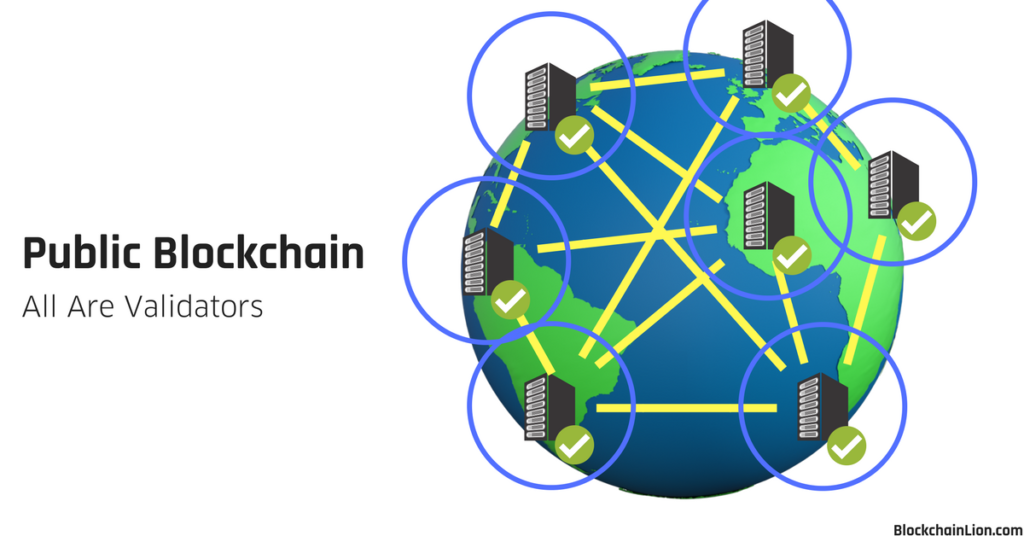 Public Blockchain
All Are Validators
BlockchainLion.com